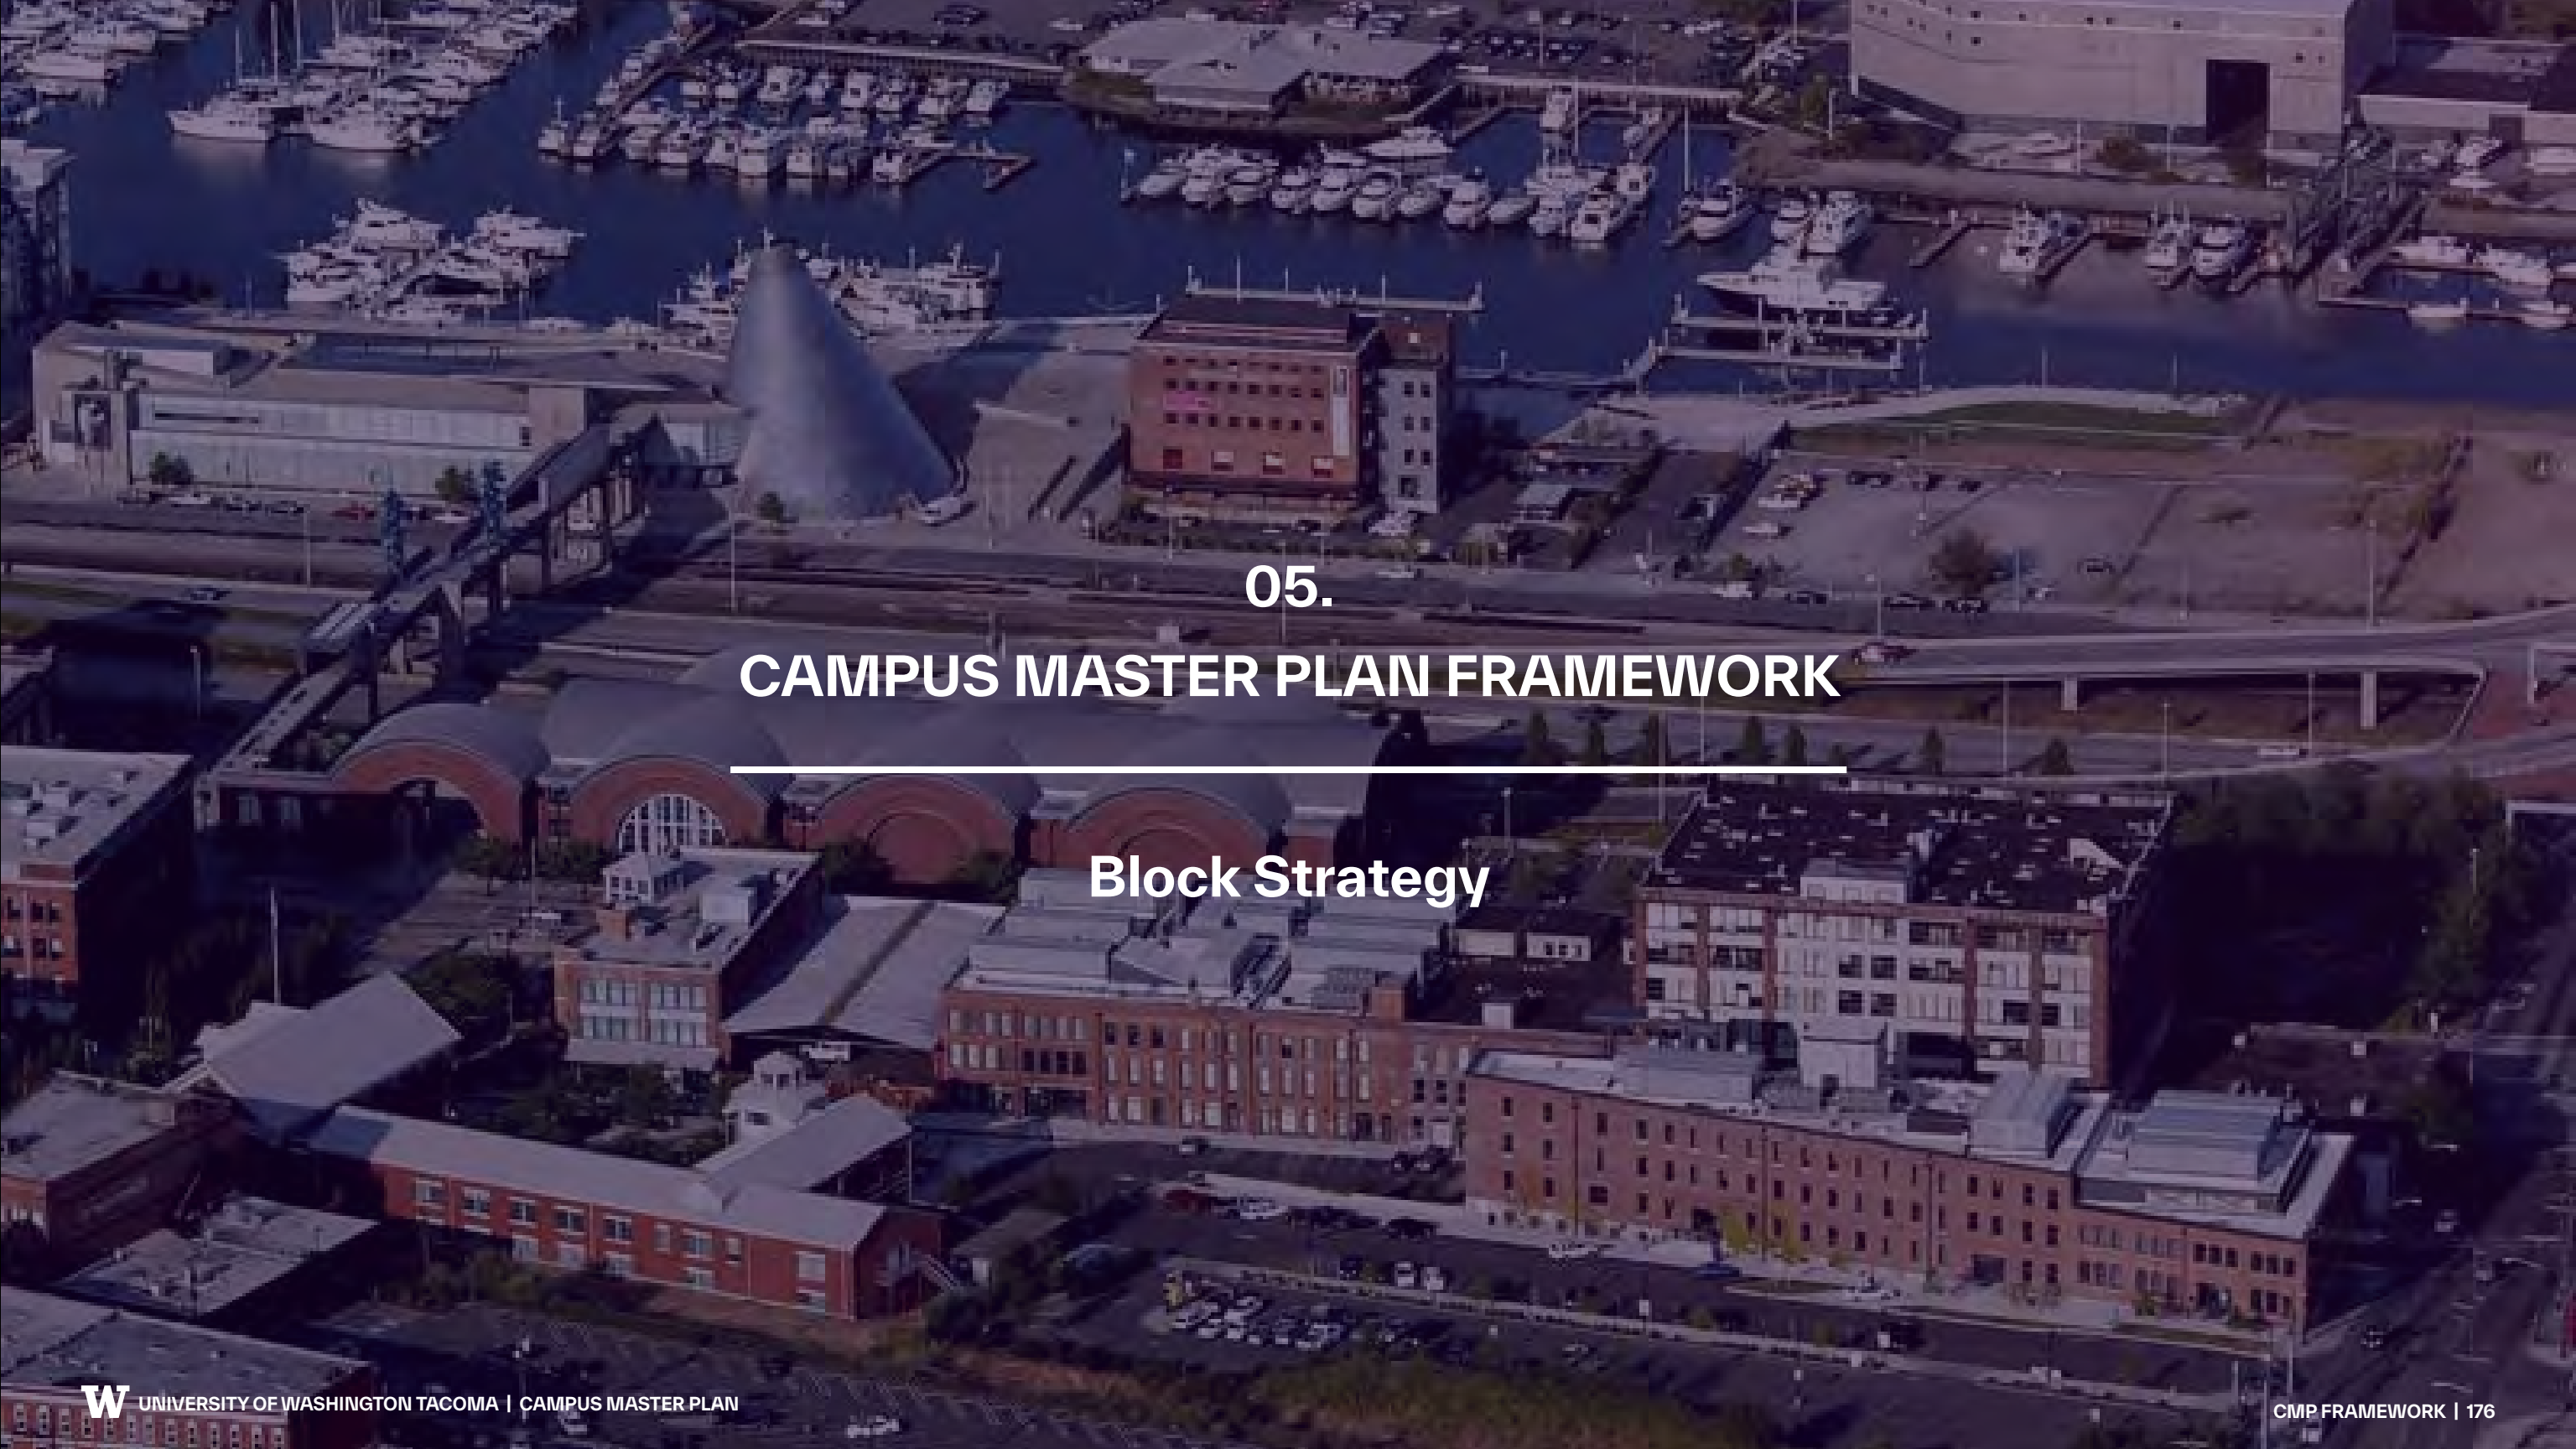 05.
CAMPUS MASTER PLAN FRAMEWORK
Block Strategy
W UNIVERSITY OF WASHINGTON TACOMA | CAMPUS MASTER PLAN
CMP FRAMEWORK | 176